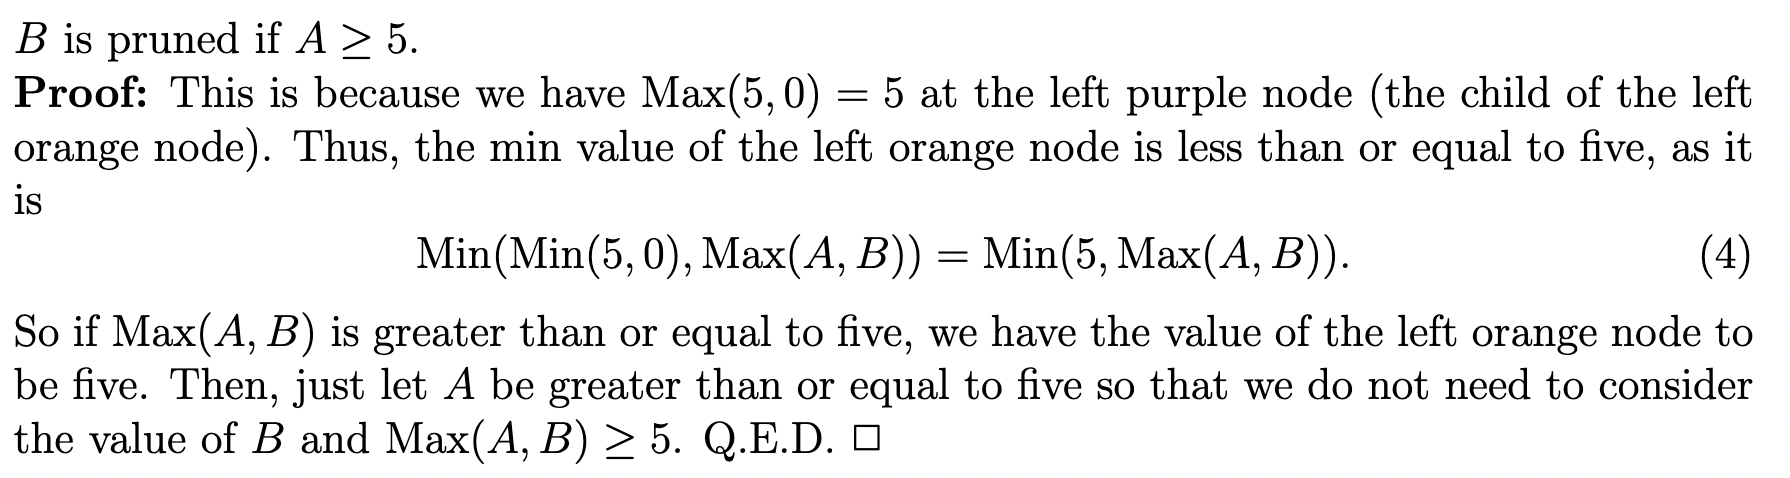 B is pruned if A ≥ 5.
Proof: This is because we have Max(5, 0) = 5 at the left purple node (the child of the left
orange node). Thus, the min value of the left orange node is less than or equal to five, as it
is
Min(Min(5, 0), Max(A, B)) = Min(5, Max(A, B)). (4)
So if Max(A, B) is greater than or equal to five, we have the value of the left orange node to
be five. Then, just let A be greater than or equal to five so that we do not need to consider
the value of B and Max(A, B) ≥ 5. Q.E.D. □